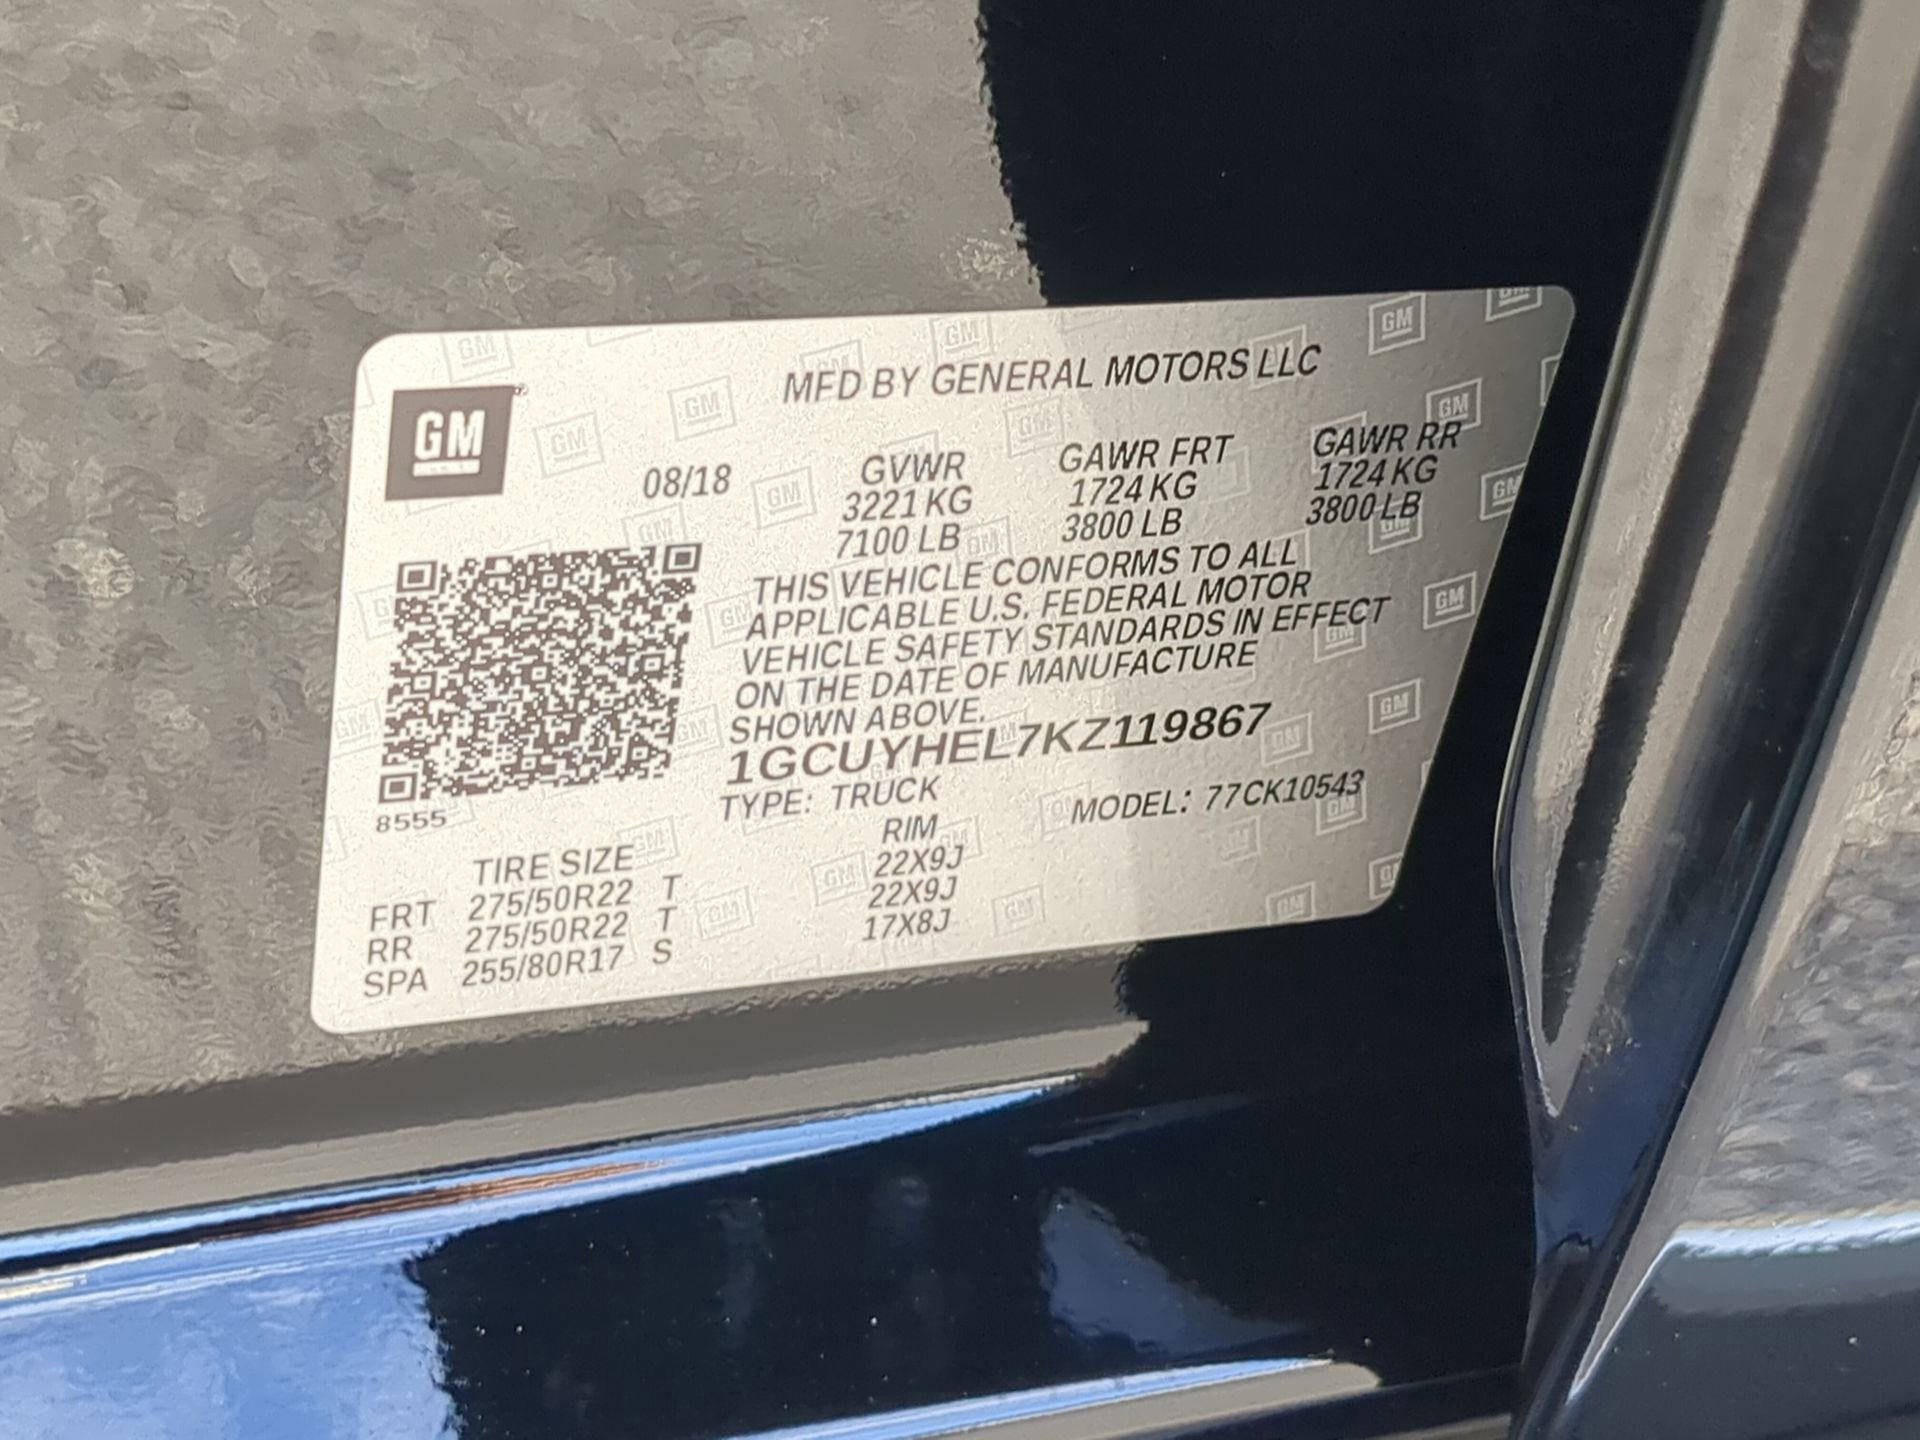 MFD BY GENERAL MOTORS LLC
GM
08/18
GVWR GAWR FRT GAWR RR
3221 KG 1724 KG 1724 KG
7100 LB 3800 LB 3800 LB
THIS VEHICLE CONFORMS TO ALL
APPLICABLE U.S. FEDERAL MOTOR
VEHICLE SAFETY STANDARDS IN EFFECT
ON THE DATE OF MANUFACTURE
SHOWN ABOVE.
1GCUYHEL7KZ119867
8555
TYPE: TRUCK MODEL: 77CK10543
TIRE SIZE RIM
FRT 275/50R22 T 22X9J
RR 275/50R22 T 22X9J
SPA 255/80R17 S 17X8J